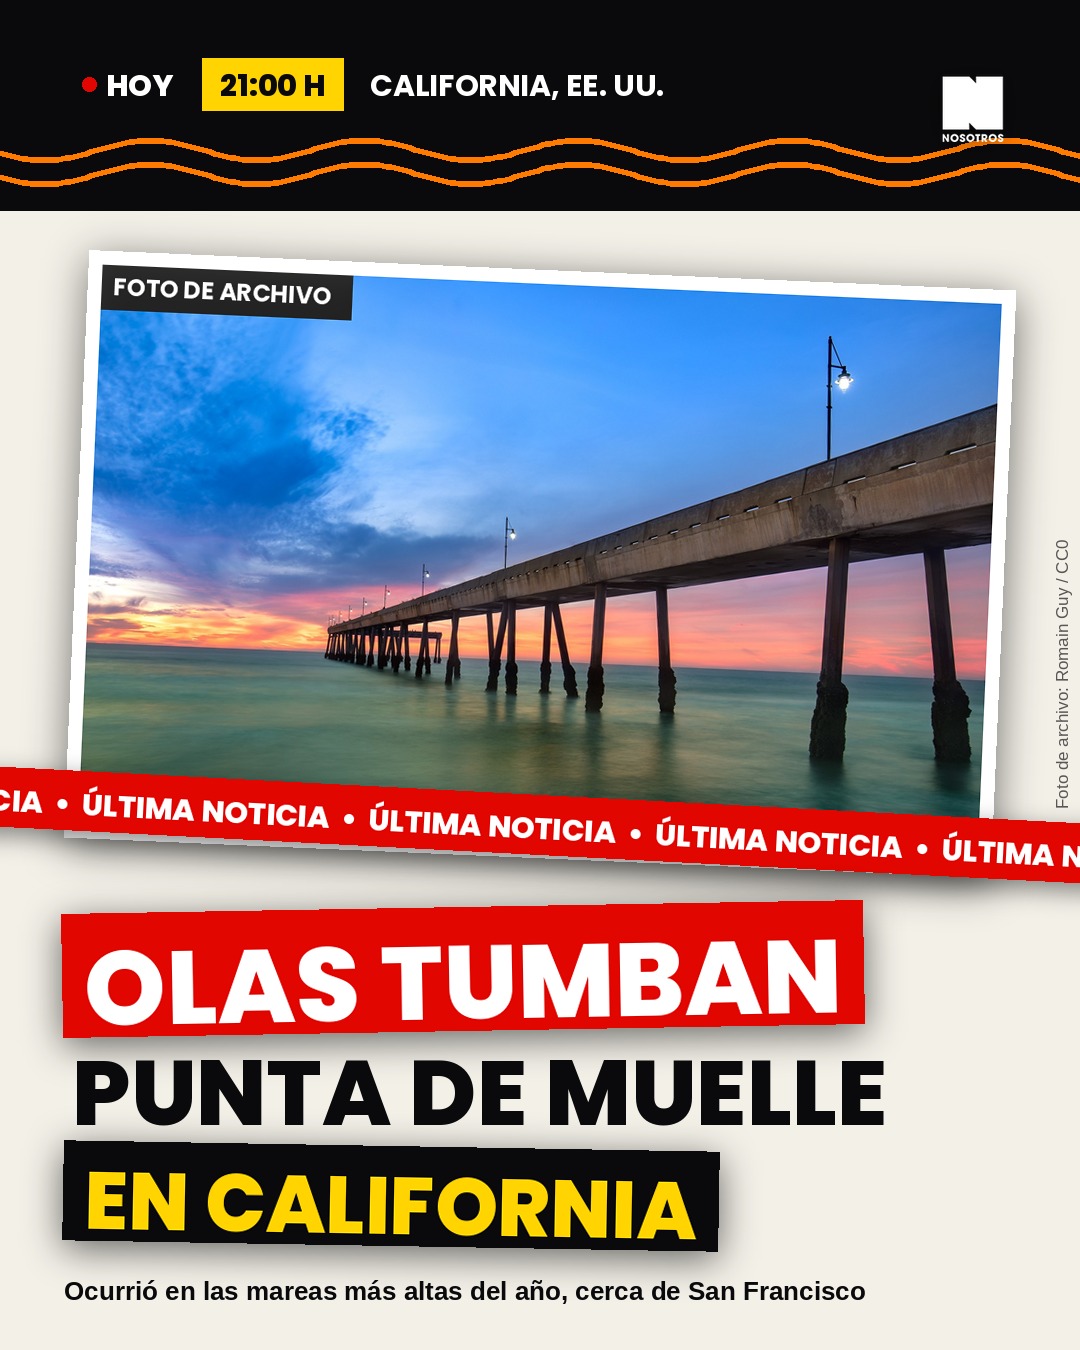 HOY 21:00 H CALIFORNIA, EE. UU.
NOSOTROS
FOTO DE ARCHIVO
Foto de archivo: Romain Guy / CC0
CIA • ÚLTIMA NOTICIA • ÚLTIMA NOTICIA • ÚLTIMA NOTICIA • ÚLTIMA N
OLAS TUMBAN
PUNTA DE MUELLE
EN CALIFORNIA
Ocurrió en las mareas más altas del año, cerca de San Francisco